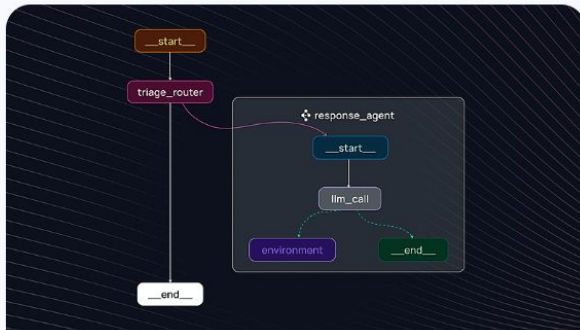 __start__
triage_router
response_agent
__start__
llm_call
environment
__end__
__end__